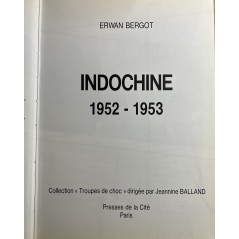 ERWAN BERGOT
INDOCHINE
1952 - 1953
Collection « Troupes de choc » dirigée par Jeannine BALLAND
Presses de la Cité
Paris